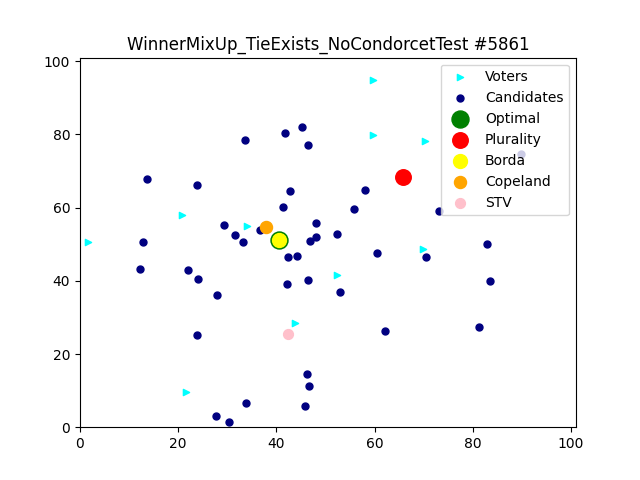 WinnerMixUp_TieExists_NoCondorcetTest #5861
100
80
60
40
20
0
0
20
40
60
80
100
Voters
Candidates
Optimal
Plurality
Borda
Copeland
STV